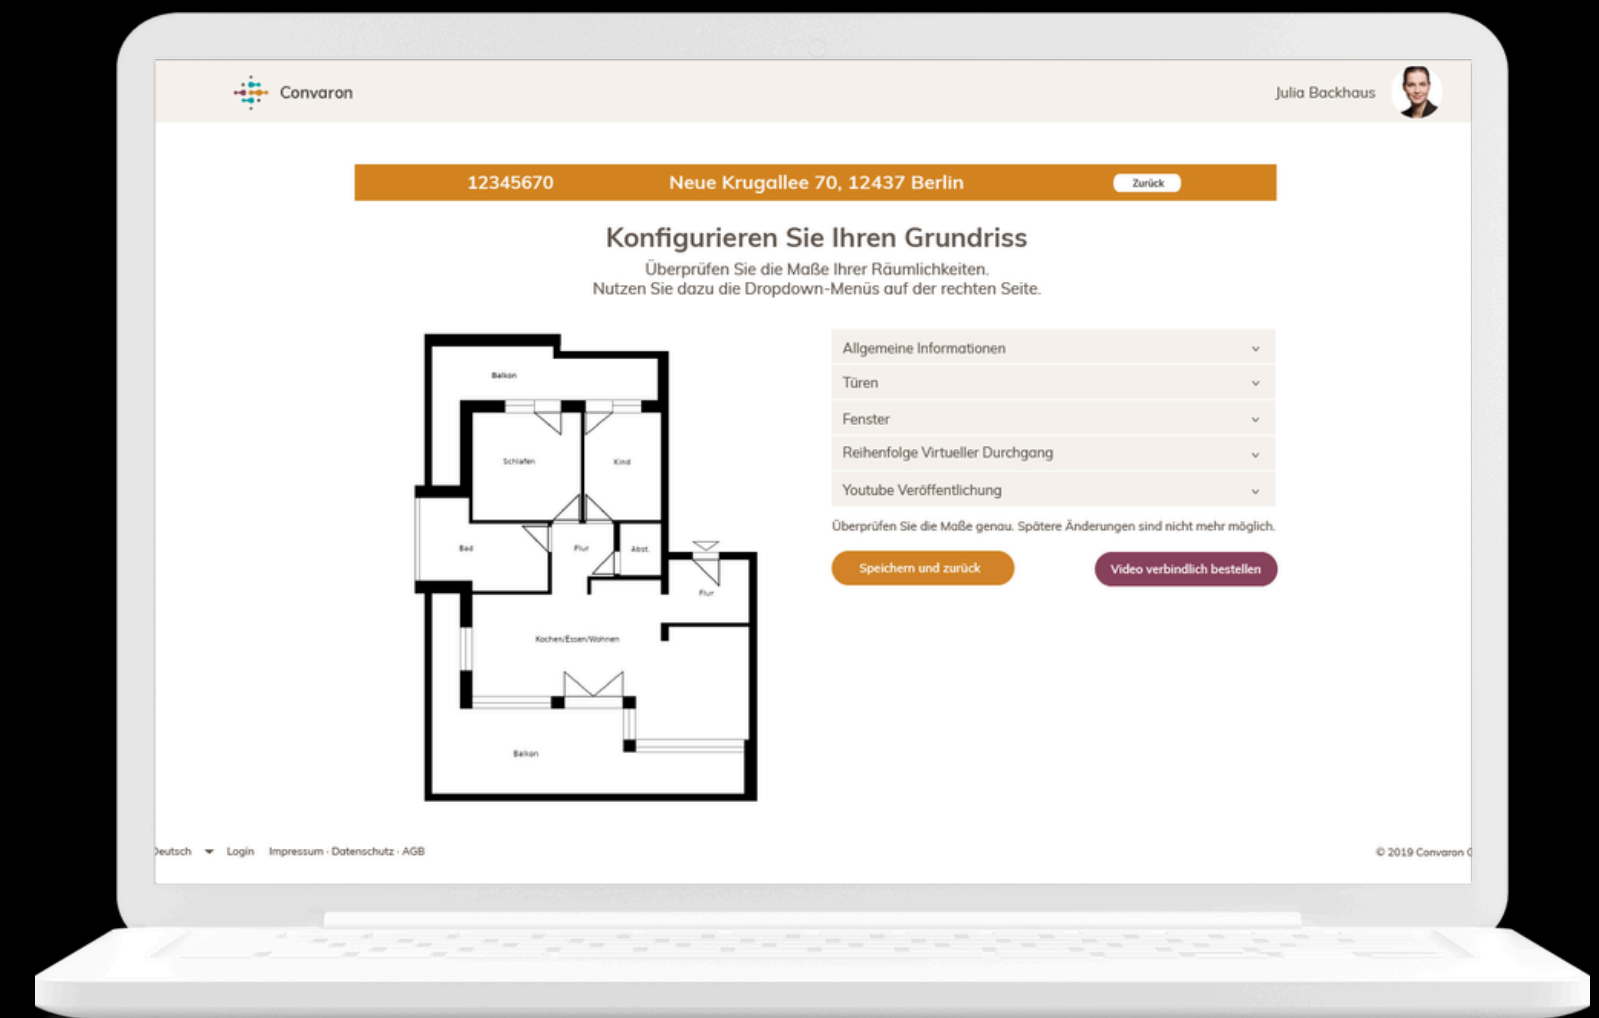 Convaron
Julia Backhaus
12345670
Neue Krugallee 70, 12437 Berlin
Zurück
Konfigurieren Sie Ihren Grundriss
Überprüfen Sie die Maße Ihrer Räumlichkeiten.
Nutzen Sie dazu die Dropdown-Menüs auf der rechten Seite.
Balkon
Schlafen
Kind
Bad
Flur
Abst.
Flur
Kochen/Essen/Wohnen
Balkon
Allgemeine Informationen
Türen
Fenster
Reihenfolge Virtueller Durchgang
Youtube Veröffentlichung
Überprüfen Sie die Maße genau. Spätere Änderungen sind nicht mehr möglich.
Speichern und zurück
Video verbindlich bestellen
Deutsch
Login
Impressum · Datenschutz · AGB
© 2019 Convaron